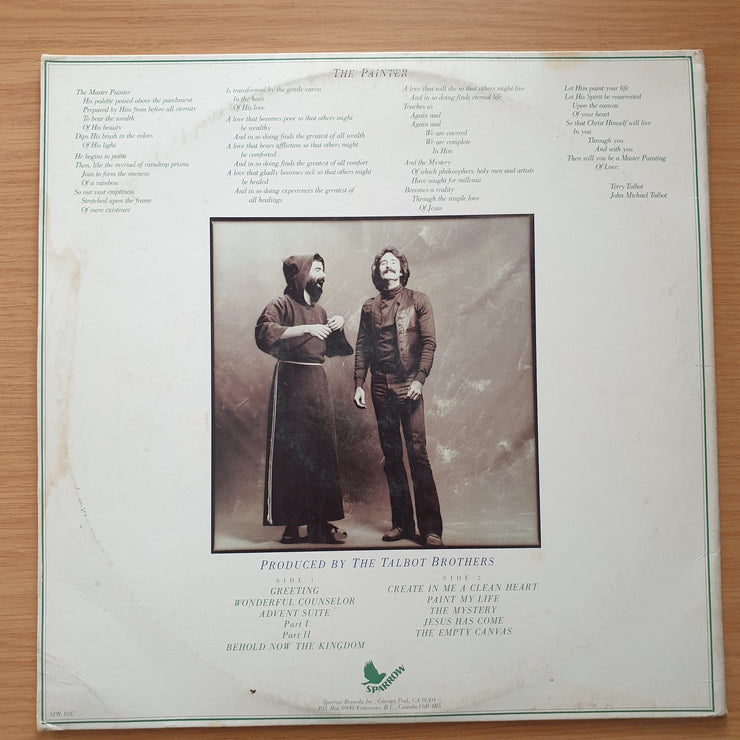 THE PAINTER
The Master Painter
His palette poised above the parchment
Prepared by Him from before all eternity
To bear the wealth
Of His beauty
Dips His brush in the colors
Of His light
He begins to paint
Then, like the myriad of raindrop prisms
Join to form the oneness
Of a rainbow
So our vast emptiness
Stretched upon the frame
Of mere existence
Is transformed by the gentle caress
In the hues
Of His love
A love that becomes poor so that others might
be wealthy
And in so doing finds the greatest of all wealth
A love that bears affliction so that others might
be comforted
And in so doing finds the greatest of all comfort
A love that gladly becomes sick so that others might
be healed
And in so doing experiences the greatest of
all healings
A love that will die so that others might live
And in so doing finds eternal life
Touches us
Again and
Again and
We are covered
We are complete
In Him
And the Mystery
Of which philosophers, holy men and artists
Have sought for millenia
Becomes a reality
Through the simple love
Of Jesus
Let Him paint your life
Let His Spirit be resurrected
Upon the canvas
Of your heart
So that Christ Himself will live
In you
Through you
And with you
Then will you be a Master Painting
Of Love.
Terry Talbot
John Michael Talbot
PRODUCED BY THE TALBOT BROTHERS
SIDE 1
GREETING
WONDERFUL COUNSELOR
ADVENT SUITE
Part I
Part II
BEHOLD NOW THE KINGDOM
SIDE 2
CREATE IN ME A CLEAN HEART
PAINT MY LIFE
THE MYSTERY
JESUS HAS COME
THE EMPTY CANVAS
SPARROW
Sparrow Records, Inc., Canoga Park, CA 91304
P.O. Box Vancouver, B.C., Canada
SPR-1037